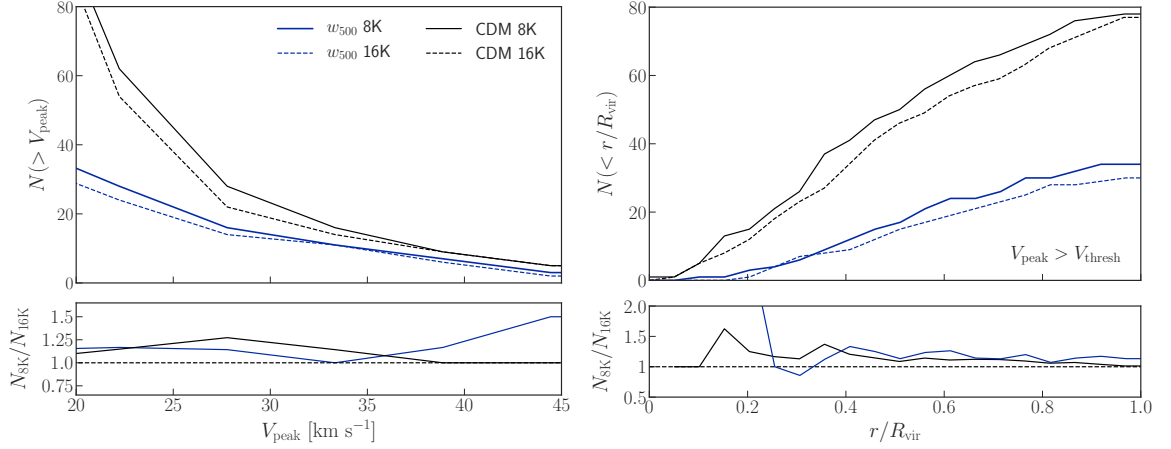 80
60
40
20
0
N(> V_peak)
w_500 8K
w_500 16K
CDM 8K
CDM 16K
1.5
1.25
1.0
0.75
N_8K/N_16K
20 25 30 35 40 45
V_peak [km s⁻¹]
80
60
40
20
0
N(< r/R_vir)
V_peak > V_thresh
2.0
1.5
1
0.5
N_8K/N_16K
0 0.2 0.4 0.6 0.8 1.0
r/R_vir